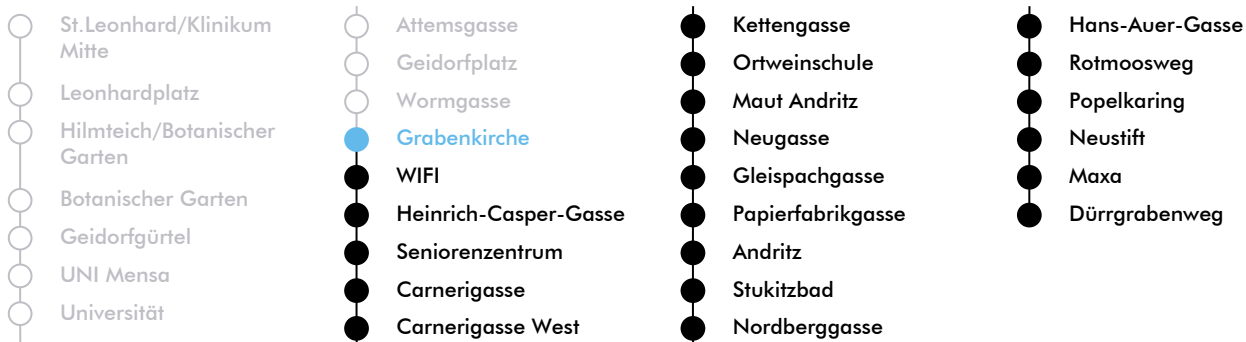 St.Leonhard/Klinikum
Mitte
Leonhardplatz
Hilmteich/Botanischer
Garten
Botanischer Garten
Geidorfgürtel
UNI Mensa
Universität
Attemsgasse
Geidorfplatz
Wormgasse
Grabenkirche
WIFI
Heinrich-Casper-Gasse
Seniorenzentrum
Carnerigasse
Carnerigasse West
Kettengasse
Ortweinschule
Maut Andritz
Neugasse
Gleispachgasse
Papierfabrikgasse
Andritz
Stukitzbad
Nordberggasse
Hans-Auer-Gasse
Rotmoosweg
Popelkaring
Neustift
Maxa
Dürrgrabenweg